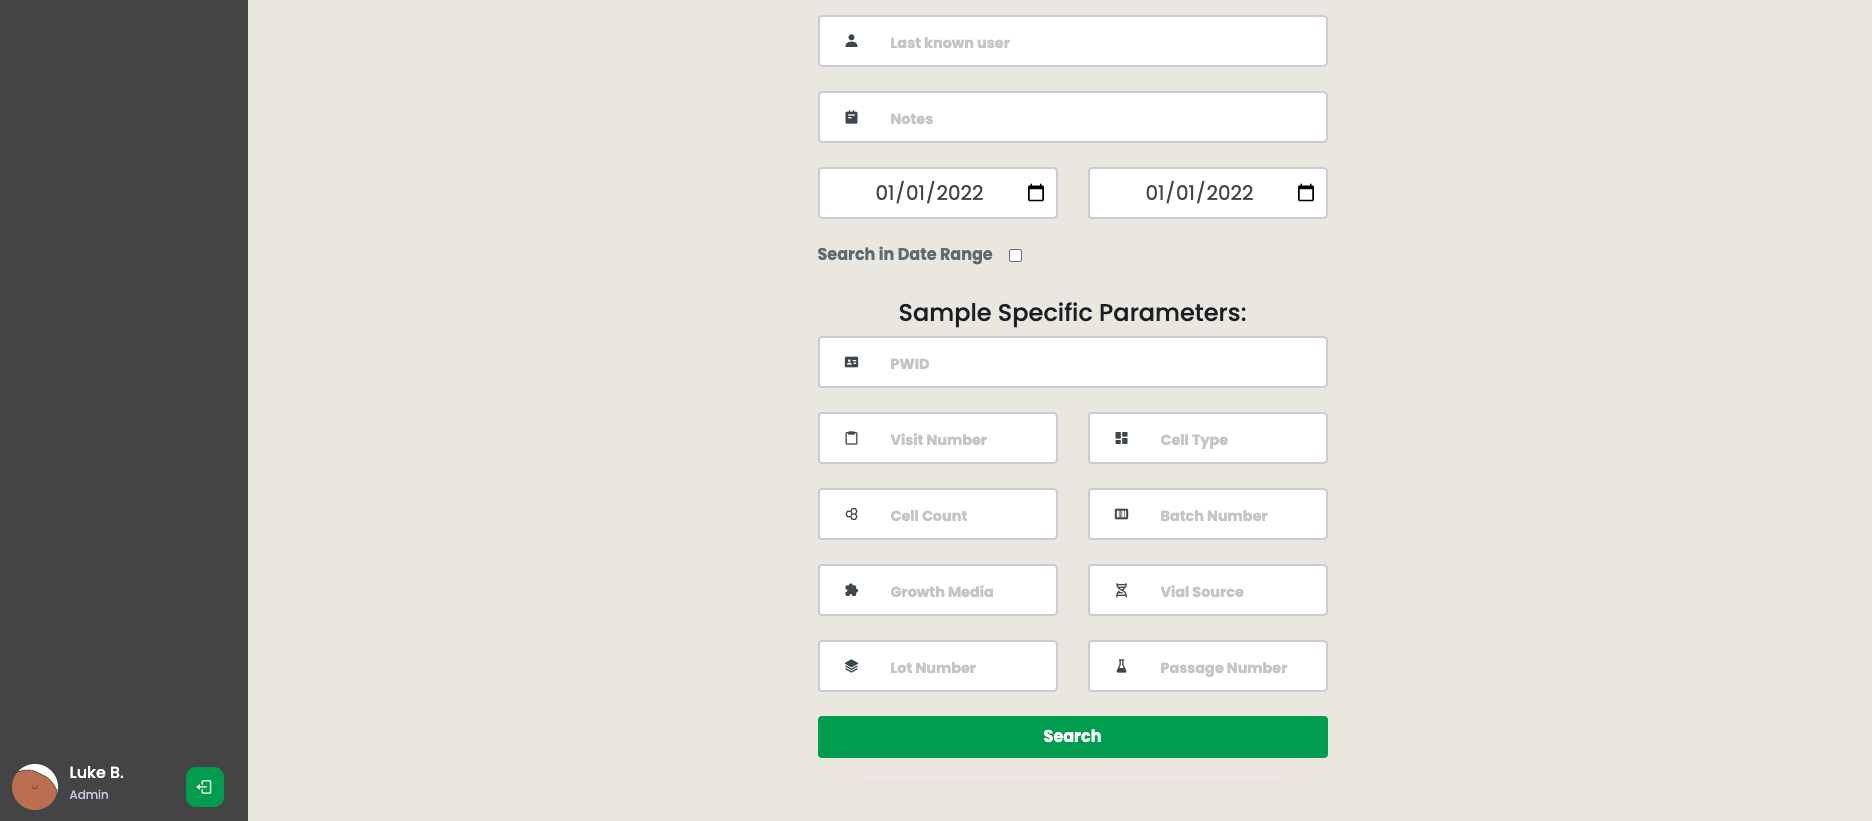 Last known user
Notes
01/01/2022 01/01/2022
Search in Date Range
Sample Specific Parameters:
PWID
Visit Number Cell Type
Cell Count Batch Number
Growth Media Vial Source
Lot Number Passage Number
Search
Luke B.
Admin